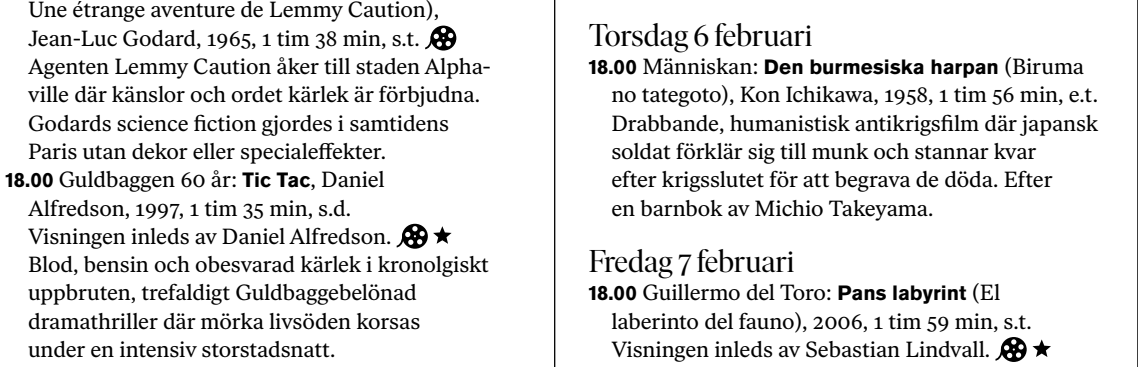 Une étrange aventure de Lemmy Caution),
Jean-Luc Godard, 1965, 1 tim 38 min, s.t.
Agenten Lemmy Caution åker till staden Alpha-
ville där känslor och ordet kärlek är förbjudna.
Godards science fiction gjordes i samtidens
Paris utan dekor eller specialeffekter.
18.00 Guldbaggen 60 år: Tic Tac, Daniel
Alfredson, 1997, 1 tim 35 min, s.d.
Visningen inleds av Daniel Alfredson. ★
Blod, bensin och obesvarad kärlek i kronolgiskt
uppbruten, trefaldigt Guldbaggebelönad
dramathriller där mörka livsöden korsas
under en intensiv storstadsnatt.
Torsdag 6 februari
18.00 Människan: Den burmesiska harpan (Biruma
no tategoto), Kon Ichikawa, 1958, 1 tim 56 min, e.t.
Drabbande, humanistisk antikrigsfilm där japansk
soldat förklär sig till munk och stannar kvar
efter krigsslutet för att begrava de döda. Efter
en barnbok av Michio Takeyama.
Fredag 7 februari
18.00 Guillermo del Toro: Pans labyrint (El
laberinto del fauno), 2006, 1 tim 59 min, s.t.
Visningen inleds av Sebastian Lindvall. ★